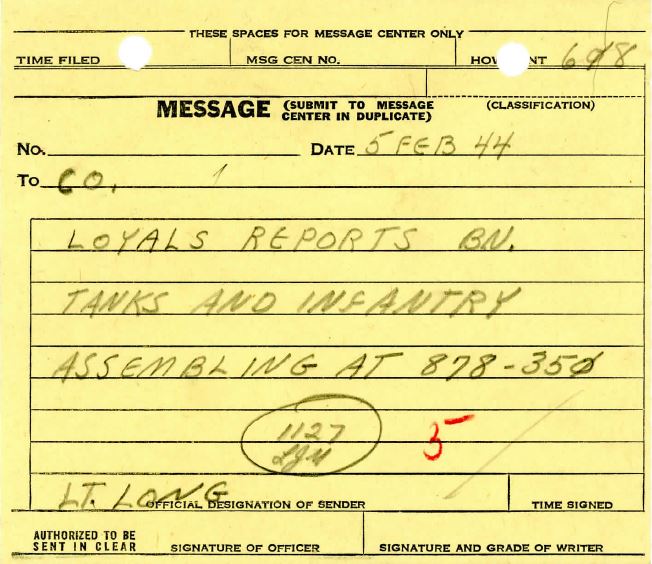 THESE SPACES FOR MESSAGE CENTER ONLY
TIME FILED MSG CEN NO. HOW NT 6
MESSAGE (SUBMIT TO MESSAGE CENTER IN DUPLICATE) (CLASSIFICATION)
No. DATE 5 FEB 44
To CO.
LOYALS REPORTS BN.
TANKS AND INFANTRY
ASSEMBLING AT 878-350
1127
5
LT. LONG
OFFICIAL DESIGNATION OF SENDER TIME SIGNED
AUTHORIZED TO BE
SENT IN CLEAR SIGNATURE OF OFFICER SIGNATURE AND GRADE OF WRITER